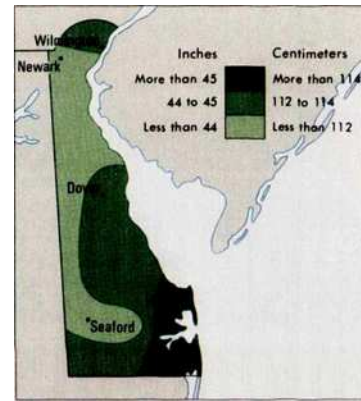 Wilmington
Newark
Inches Centimeters
More than 45 More than 114
44 to 45 112 to 114
Less than 44 Less than 112
Dover
Seaford